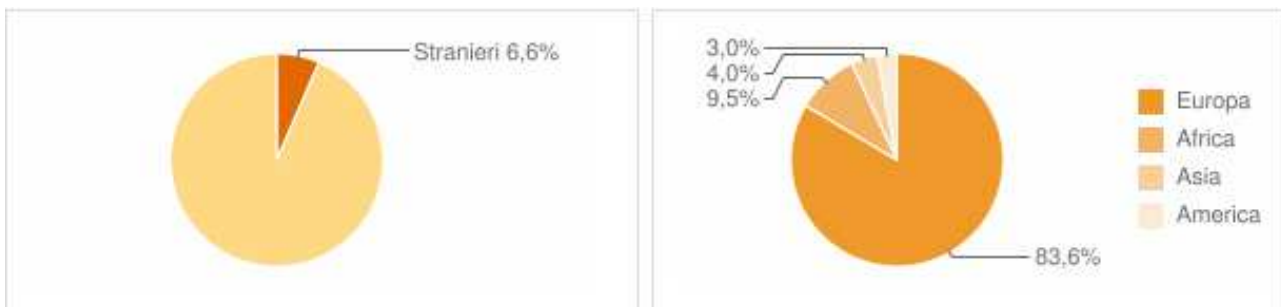 Stranieri 6,6%
3,0%
4,0%
9,5%
Europa
Africa
Asia
America
83,6%